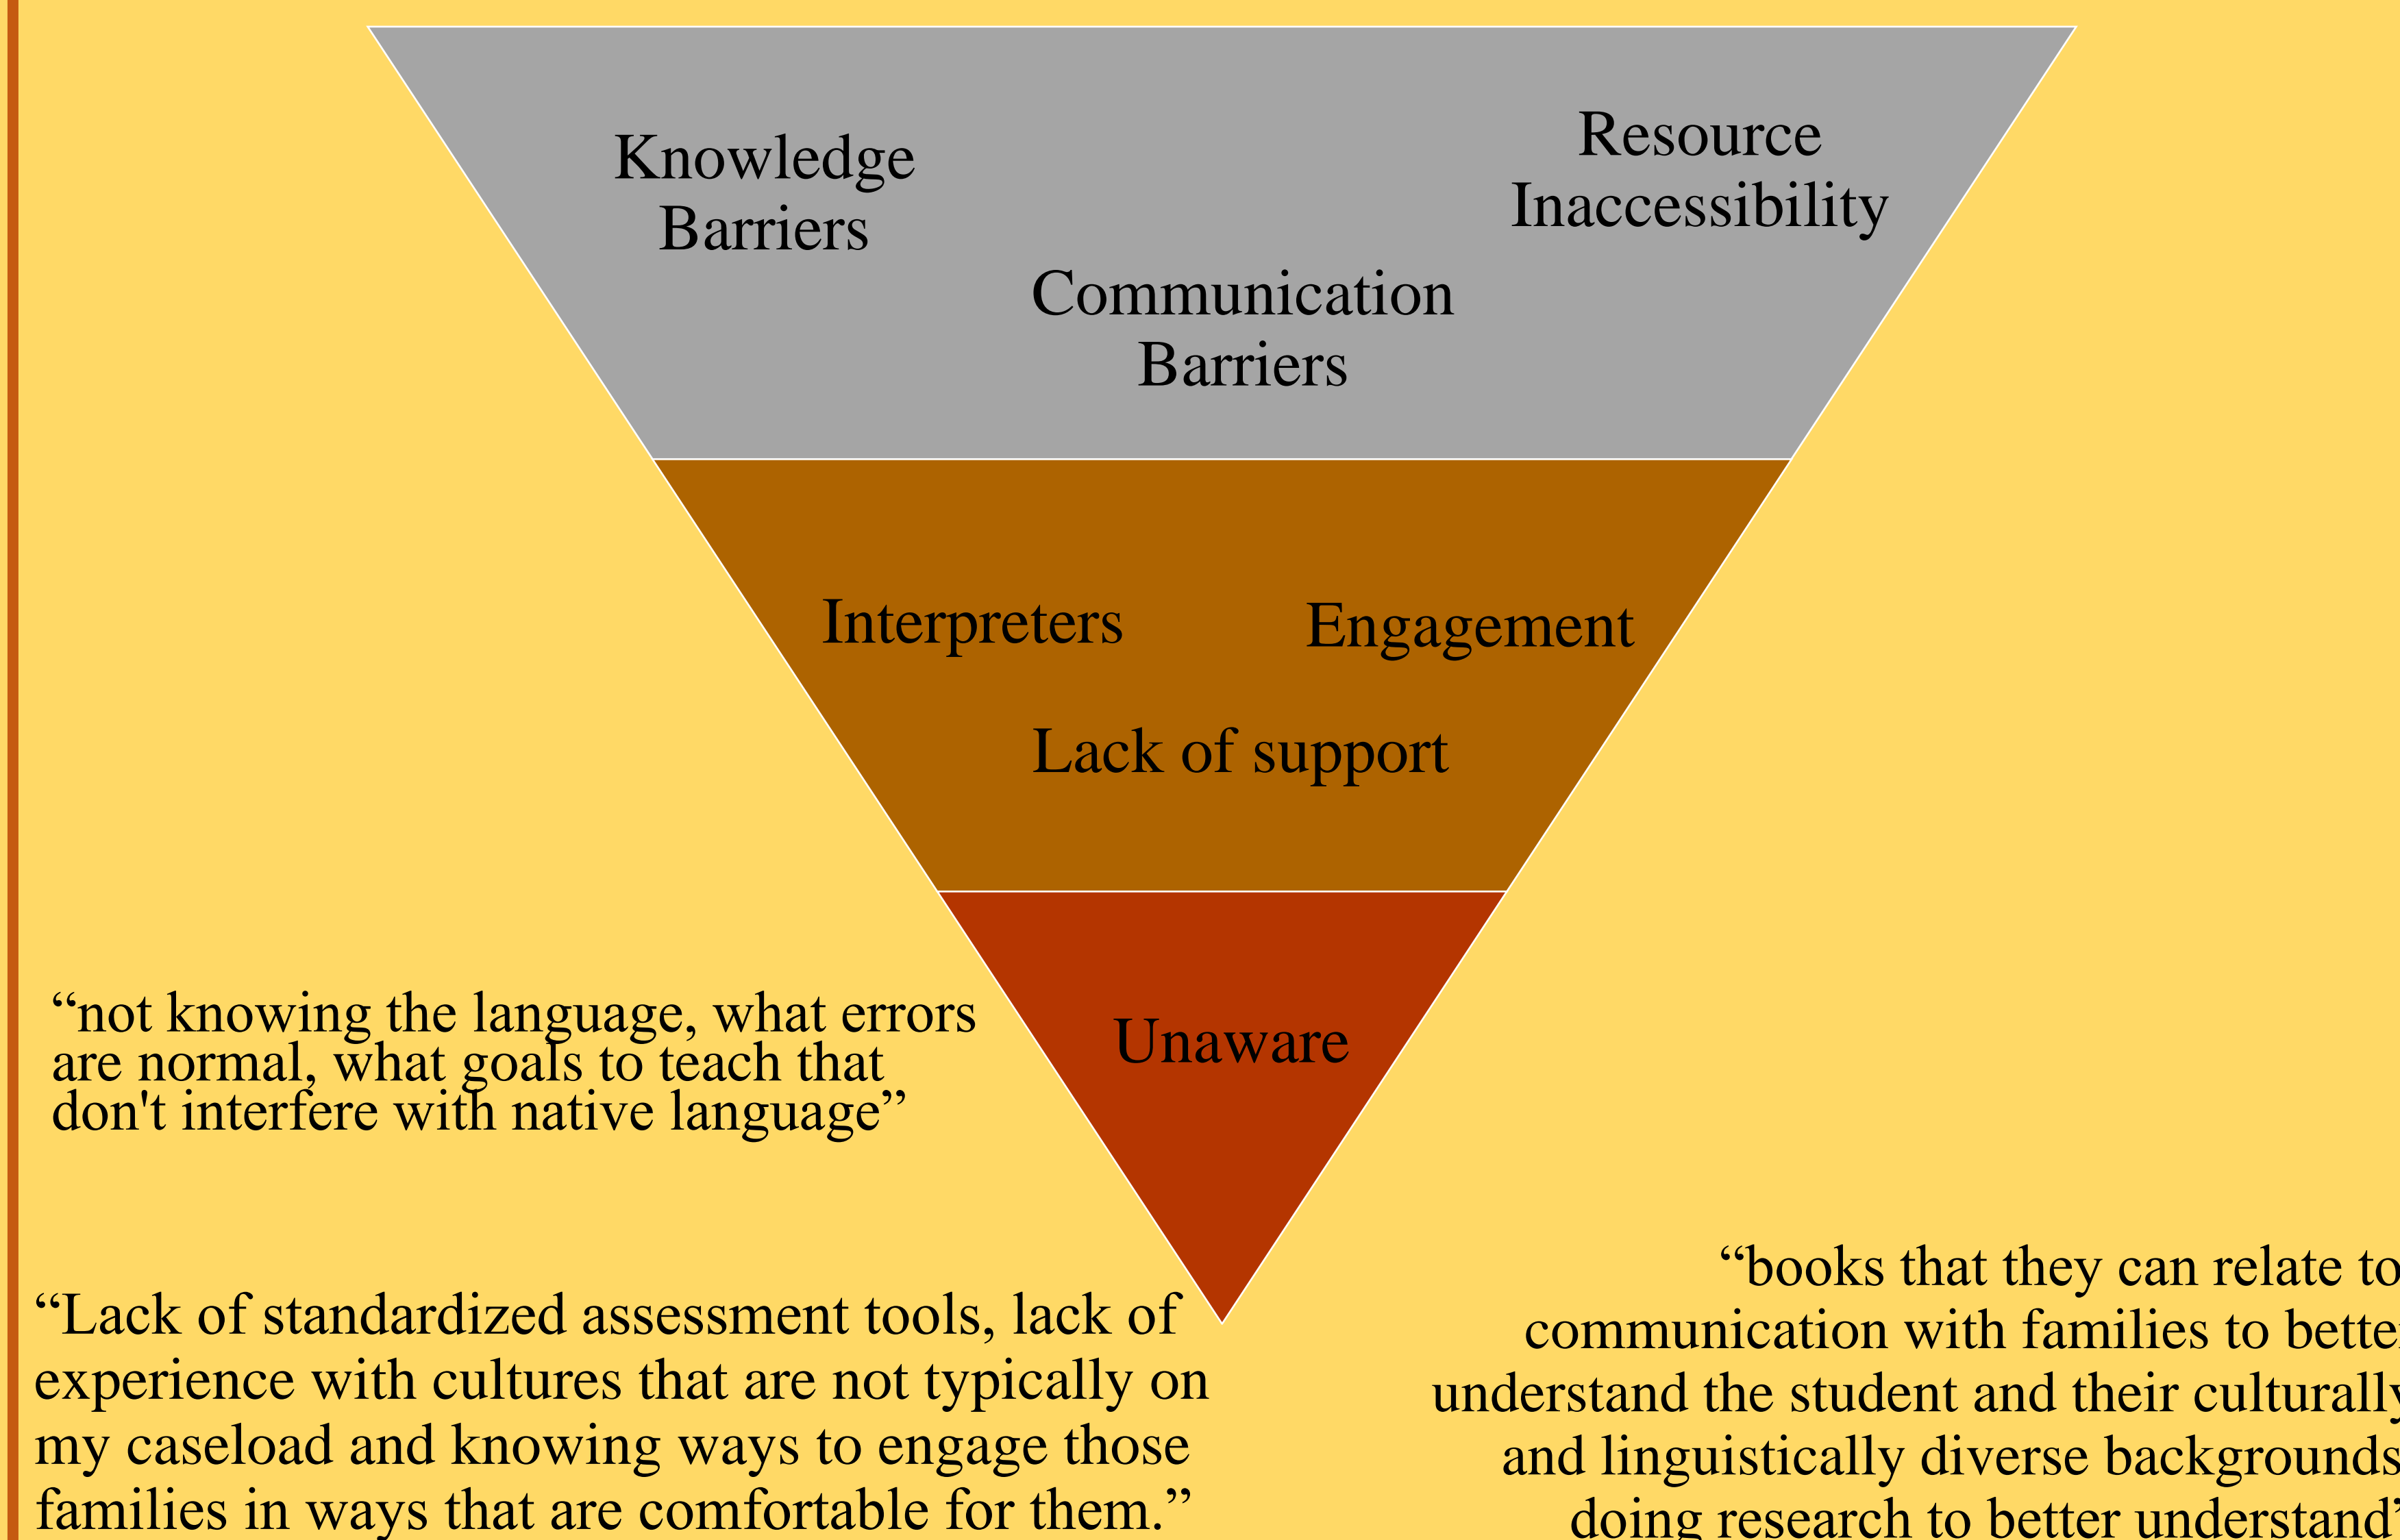 Knowledge
Barriers
Resource
Inaccessibility
Communication
Barriers
Interpreters
Engagement
Lack of support
Unaware
“not knowing the language, what errors
are normal, what goals to teach that
don't interfere with native language”
“Lack of standardized assessment tools, lack of
experience with cultures that are not typically on
my caseload and knowing ways to engage those
families in ways that are comfortable for them.”
“books that they can relate to
communication with families to better
understand the student and their culturally
and linguistically diverse backgrounds
doing research to better understand”